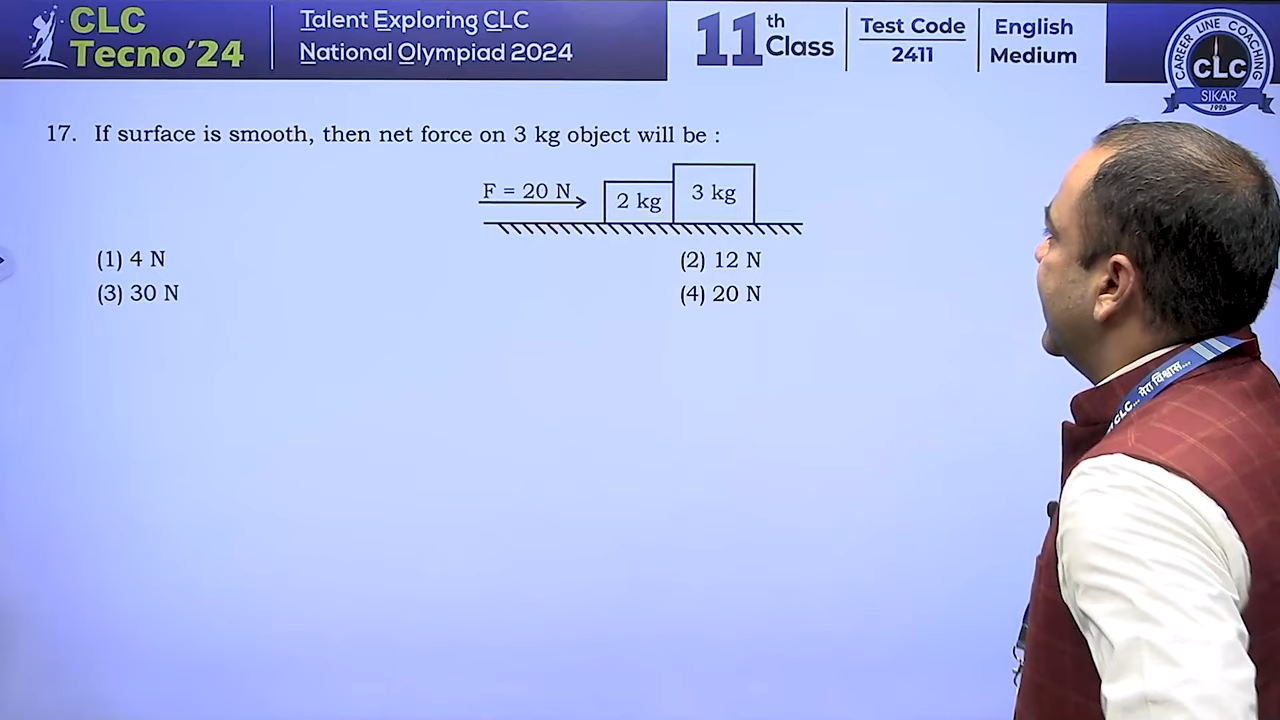 CLC
Tecno'24
Talent Exploring CLC
National Olympiad 2024
11th Class
Test Code
2411
English
Medium
CAREER LINE COACHING
CLC
SIKAR
1996
17. If surface is smooth, then net force on 3 kg object will be :
F = 20 N
2 kg
3 kg
(1) 4 N
(2) 12 N
(3) 30 N
(4) 20 N
CLC... मेरा विश्वास...